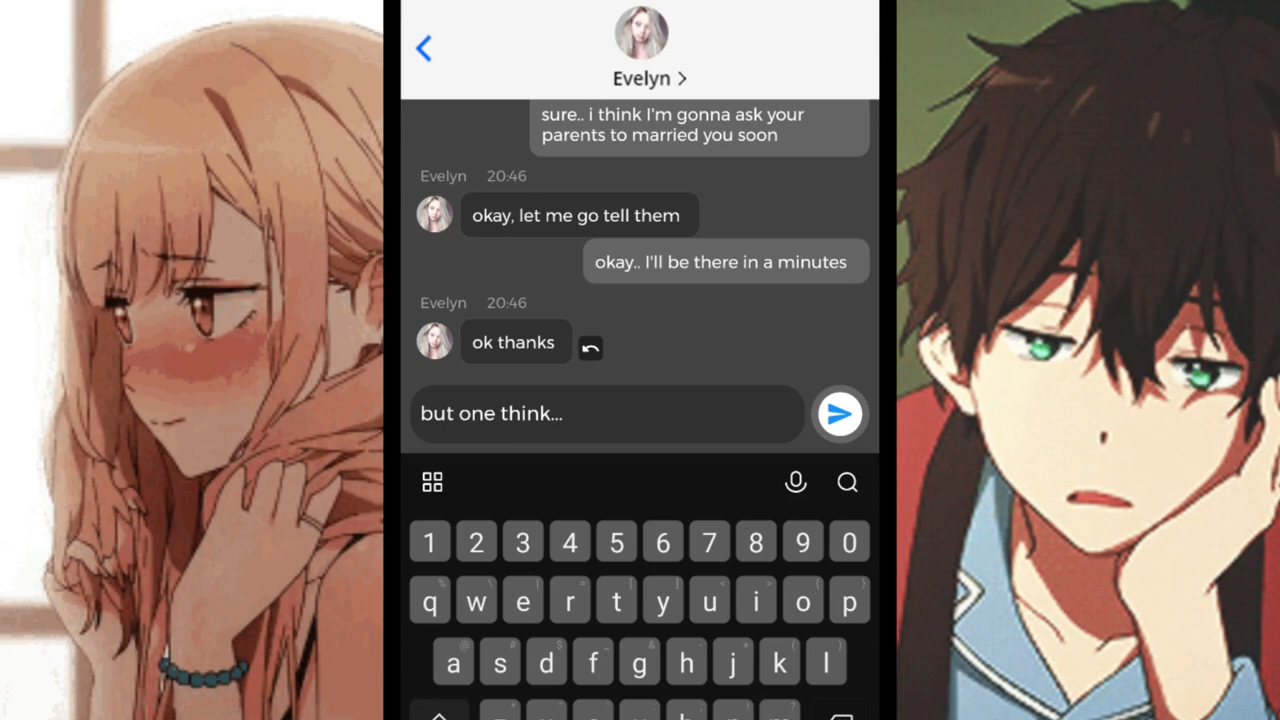 Evelyn >
sure.. i think I'm gonna ask your
parents to married you soon
Evelyn 20:46
okay, let me go tell them
okay.. I'll be there in a minutes
Evelyn 20:46
ok thanks
but one think...
1 2 3 4 5 6 7 8 9 0
q w e r t y u i o p
a s d f g h j k l